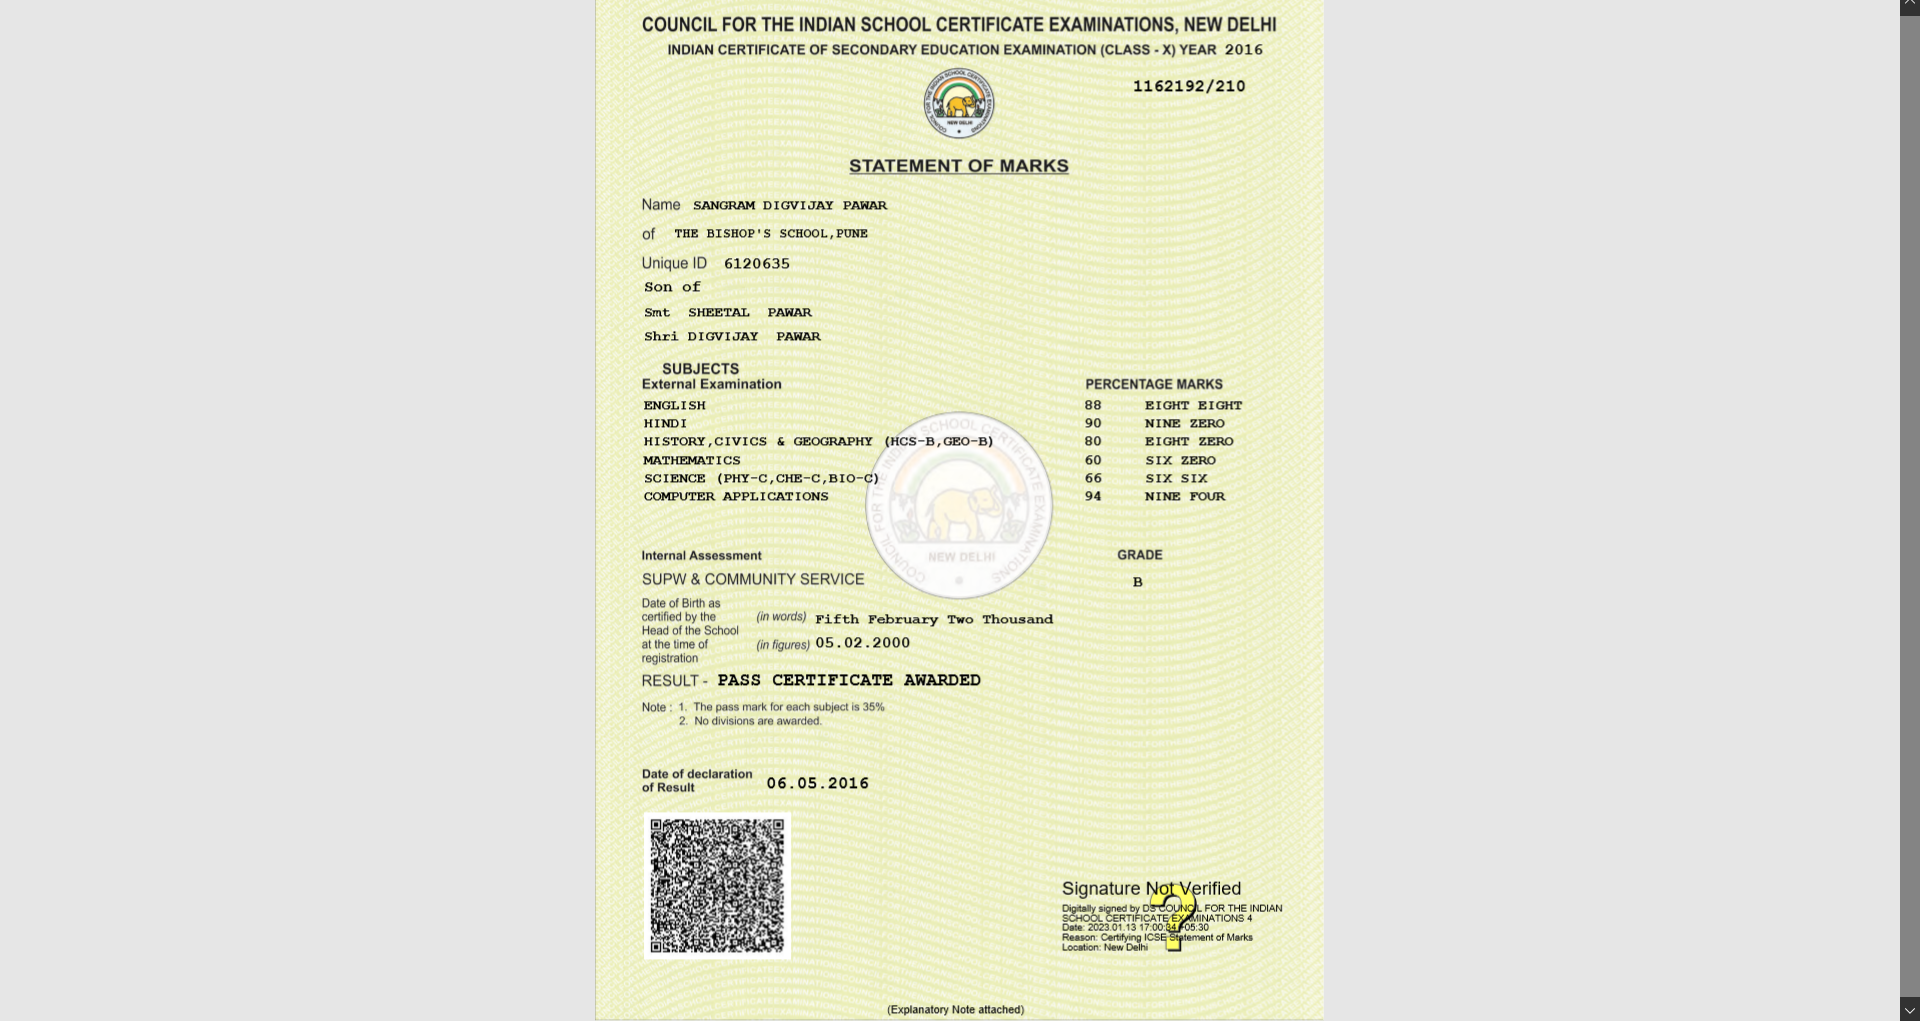 COUNCIL FOR THE INDIAN SCHOOL CERTIFICATE EXAMINATIONS, NEW DELHI
INDIAN CERTIFICATE OF SECONDARY EDUCATION EXAMINATION (CLASS - X) YEAR 2016
1162192/210
COUNCIL FOR THE INDIAN SCHOOL CERTIFICATE EXAMINATIONS
NEW DELHI
STATEMENT OF MARKS
Name SANGRAM DIGVIJAY PAWAR
of THE BISHOP'S SCHOOL,PUNE
Unique ID 6120635
Son of
Smt SHEETAL PAWAR
Shri DIGVIJAY PAWAR
SUBJECTS
External Examination PERCENTAGE MARKS
ENGLISH 88 EIGHT EIGHT
HINDI 90 NINE ZERO
HISTORY,CIVICS & GEOGRAPHY (HCS-B,GEO-B) 80 EIGHT ZERO
MATHEMATICS 60 SIX ZERO
SCIENCE (PHY-C,CHE-C,BIO-C) 66 SIX SIX
COMPUTER APPLICATIONS 94 NINE FOUR
COUNCIL FOR THE INDIAN SCHOOL CERTIFICATE EXAMINATIONS
NEW DELHI
Internal Assessment GRADE
SUPW & COMMUNITY SERVICE B
Date of Birth as
certified by the (in words) Fifth February Two Thousand
Head of the School
at the time of (in figures) 05.02.2000
registration
RESULT - PASS CERTIFICATE AWARDED
Note : 1. The pass mark for each subject is 35%
2. No divisions are awarded.
Date of declaration
of Result 06.05.2016
Signature Not Verified
Digitally signed by DS COUNCIL FOR THE INDIAN
SCHOOL CERTIFICATE EXAMINATIONS 4
Date: 2023.01.13 17:00:34 +05:30
Reason: Certifying ICSE Statement of Marks
Location: New Delhi
(Explanatory Note attached)